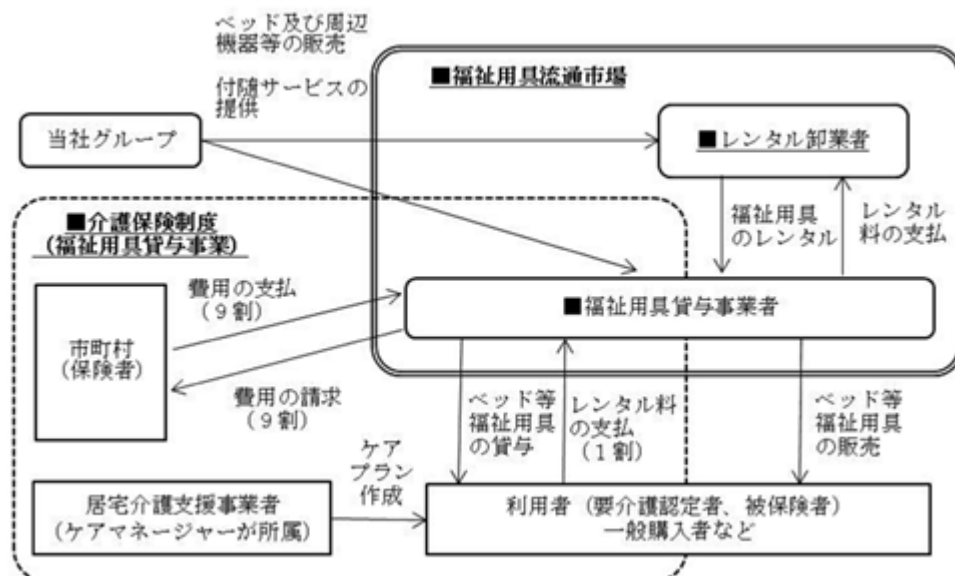 ベッド及び周辺
機器等の販売
付随サービスの
提供
■福祉用具流通市場
当社グループ
■レンタル卸業者
■介護保険制度
(福祉用具貸与事業)
福祉用具
のレンタル
レンタル
料の支払
費用の支払
(9割)
■福祉用具貸与事業者
市町村
(保険者)
費用の請求
(9割)
ベッド等
福祉用具
の貸与
レンタル料
の支払
(1割)
ベッド等
福祉用具
の販売
ケア
プラン
作成
居宅介護支援事業者
(ケアマネージャーが所属)
利用者(要介護認定者、被保険者)
一般購入者など